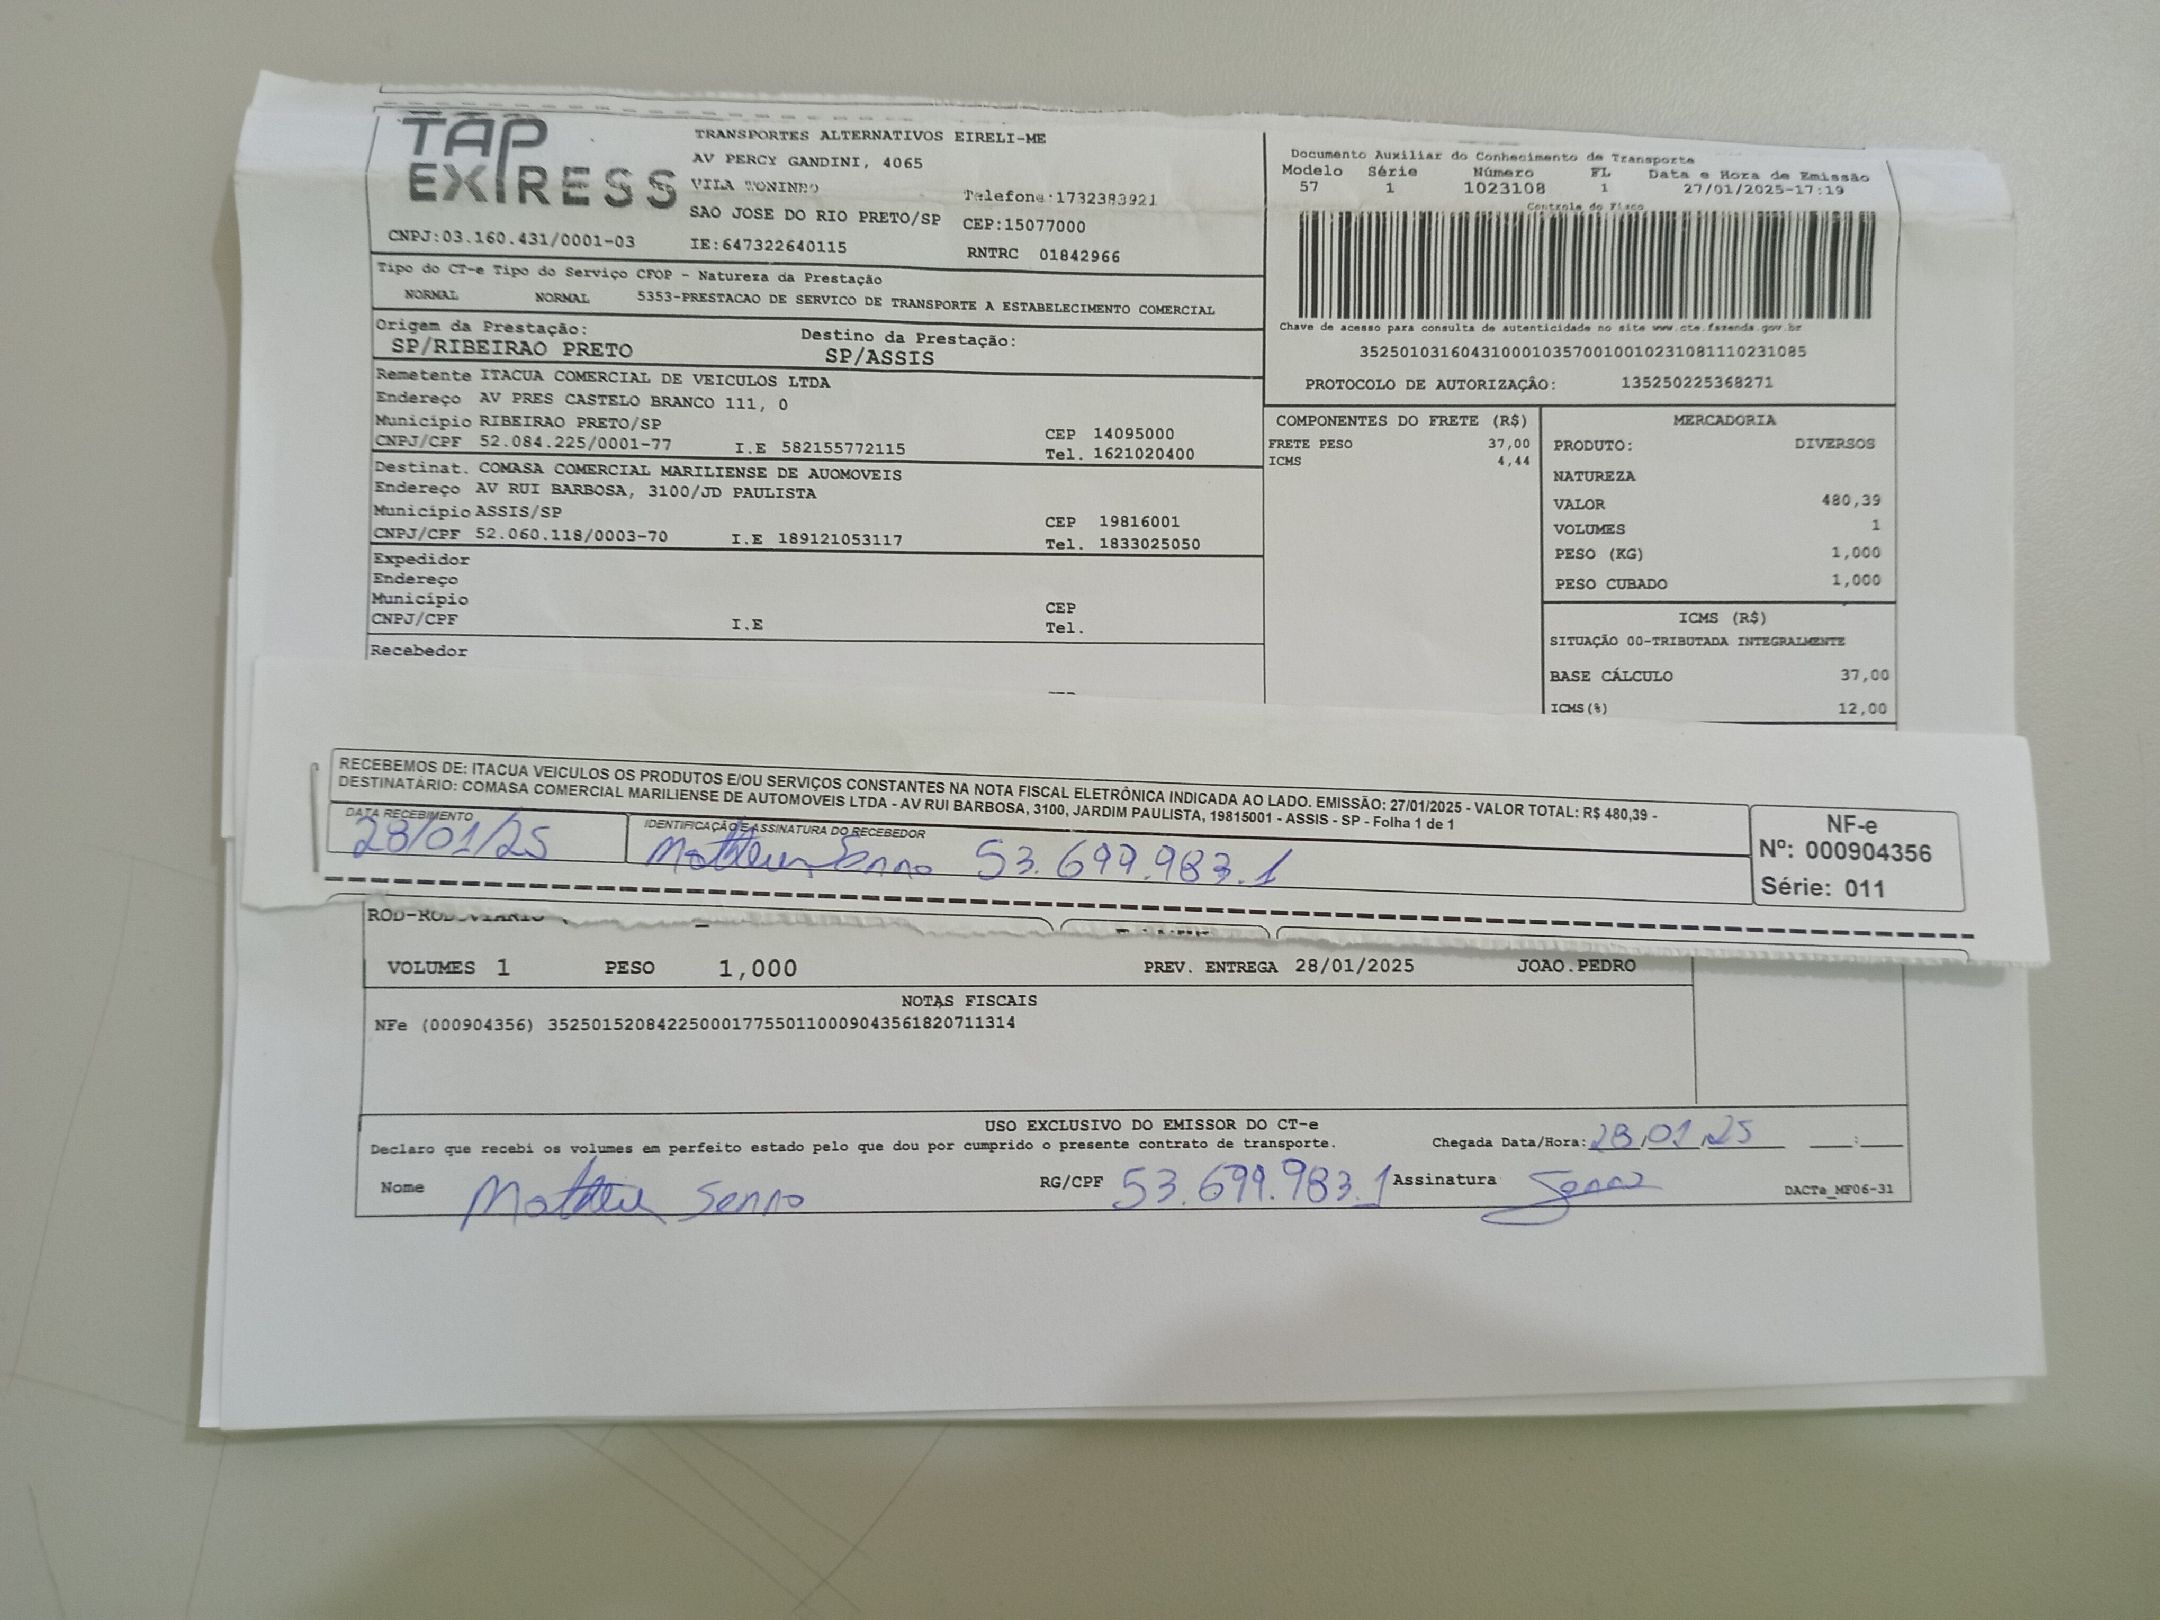 TAP EXPRESS
TRANSPORTES ALTERNATIVOS EIRELI-ME
AV PERCY GANDINI, 4065
VILA TONINHO
Telefone:1732383921
SAO JOSE DO RIO PRETO/SP CEP:15077000
CNPJ:03.160.431/0001-03 IE:647322640115 RNTRC 01842966
Documento Auxiliar do Conhecimento de Transporte
Modelo Série Número FL Data e Hora de Emissão
57 1 1023108 1 27/01/2025-17:19
Controle do Fisco
Chave de acesso para consulta de autenticidade no site www.cte.fazenda.gov.br
35250103160431000103570010010231081110231085
PROTOCOLO DE AUTORIZAÇÃO: 135250225368271
Tipo do CT-e Tipo do Serviço CFOP - Natureza da Prestação
NORMAL NORMAL 5353-PRESTACAO DE SERVICO DE TRANSPORTE A ESTABELECIMENTO COMERCIAL
Origem da Prestação: Destino da Prestação:
SP/RIBEIRAO PRETO SP/ASSIS
Remetente ITACUA COMERCIAL DE VEICULOS LTDA
Endereço AV PRES CASTELO BRANCO 111, 0
Município RIBEIRAO PRETO/SP CEP 14095000
CNPJ/CPF 52.084.225/0001-77 I.E 582155772115 Tel. 1621020400
Destinat. COMASA COMERCIAL MARILIENSE DE AUOMOVEIS
Endereço AV RUI BARBOSA, 3100/JD PAULISTA
Município ASSIS/SP CEP 19816001
CNPJ/CPF 52.060.118/0003-70 I.E 189121053117 Tel. 1833025050
Expedidor
Endereço
Município CEP
CNPJ/CPF I.E Tel.
Recebedor
COMPONENTES DO FRETE (R$)
FRETE PESO 37,00
ICMS 4,44
MERCADORIA
PRODUTO: DIVERSOS
NATUREZA
VALOR 480,39
VOLUMES 1
PESO (KG) 1,000
PESO CUBADO 1,000
ICMS (R$)
SITUAÇÃO 00-TRIBUTADA INTEGRALMENTE
BASE CÁLCULO 37,00
ICMS(%) 12,00
RECEBEMOS DE: ITACUA VEICULOS OS PRODUTOS E/OU SERVIÇOS CONSTANTES NA NOTA FISCAL ELETRÔNICA INDICADA AO LADO. EMISSÃO: 27/01/2025 - VALOR TOTAL: R$ 480,39 -
DESTINATÁRIO: COMASA COMERCIAL MARILIENSE DE AUTOMOVEIS LTDA - AV RUI BARBOSA, 3100, JARDIM PAULISTA, 19815001 - ASSIS - SP - Folha 1 de 1
DATA RECEBIMENTO IDENTIFICAÇÃO E ASSINATURA DO RECEBEDOR
28/01/25 53.699.983.1
NF-e
Nº: 000904356
Série: 011
ROD-RODOVIARIO
VOLUMES 1 PESO 1,000 PREV. ENTREGA 28/01/2025 JOAO.PEDRO
NOTAS FISCAIS
NFe (000904356) 35250152084225000177550110009043561820711314
USO EXCLUSIVO DO EMISSOR DO CT-e
Declaro que recebi os volumes em perfeito estado pelo que dou por cumprido o presente contrato de transporte. Chegada Data/Hora: 28/01/25
Nome RG/CPF 53.699.983.1 Assinatura
DACTe_MF06-31